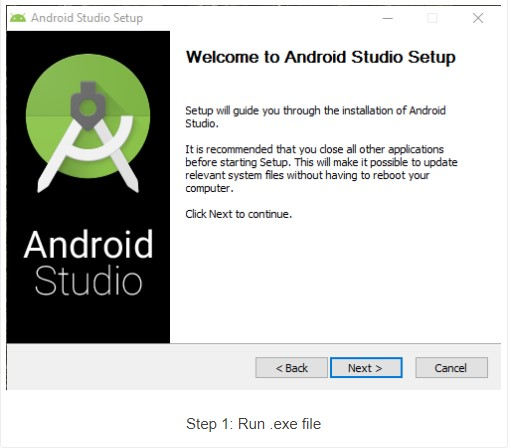 Android Studio Setup
Welcome to Android Studio Setup
Setup will guide you through the installation of Android
Studio.
It is recommended that you close all other applications
before starting Setup. This will make it possible to update
relevant system files without having to reboot your
computer.
Click Next to continue.
Android
Studio
< Back
Next >
Cancel
Step 1: Run .exe file